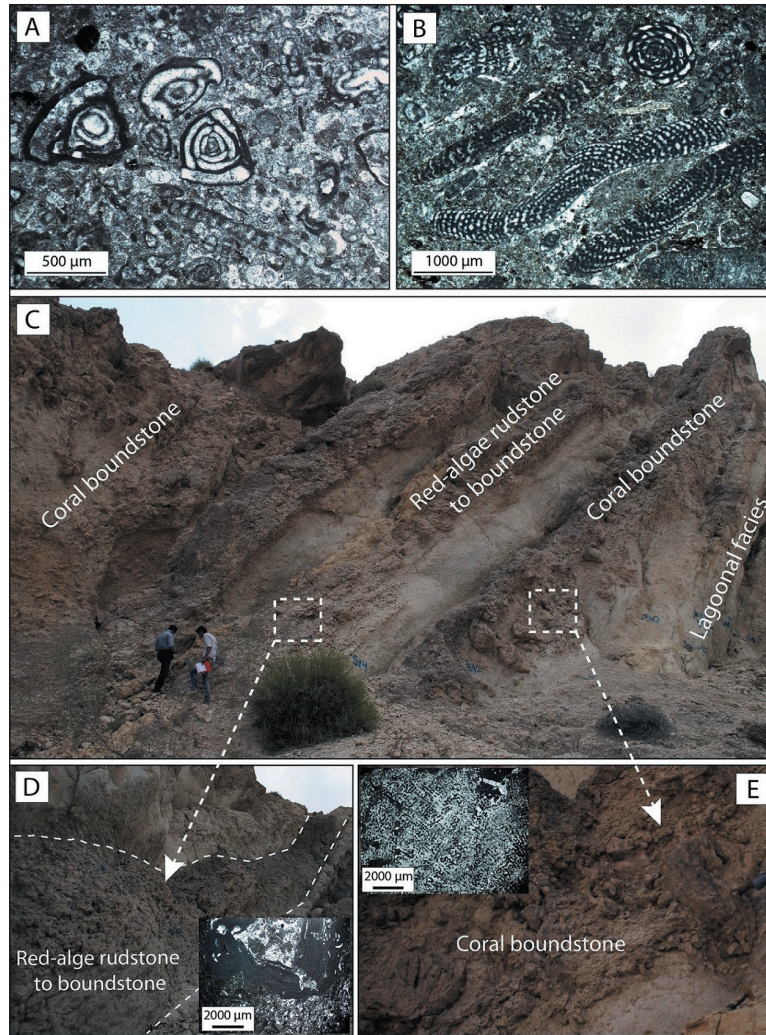 A
500 µm
B
1000 µm
C
Coral boundstone
Red-algae rudstone
to boundstone
Coral boundstone
Lagoonal facies
S14
D
Red-alge rudstone
to boundstone
2000 µm
E
2000 µm
Coral boundstone